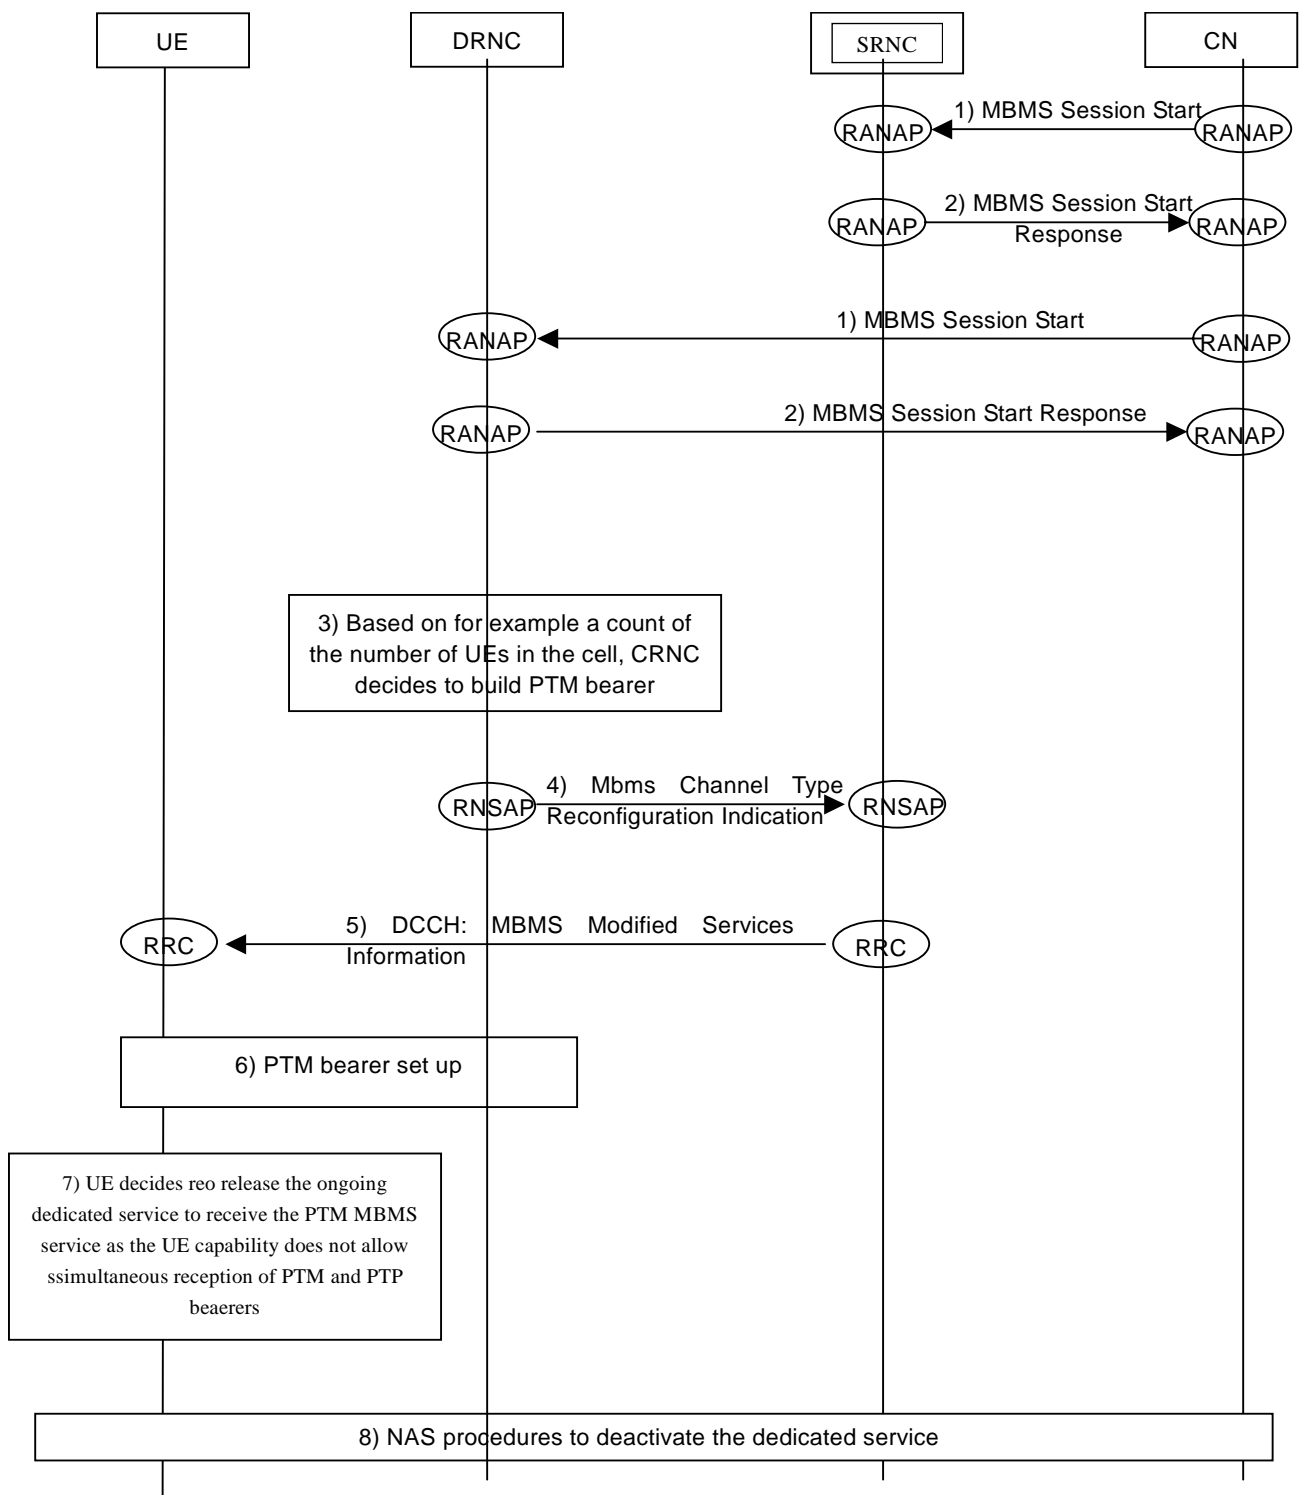 UE
DRNC
SRNC
CN
1) MBMS Session Start
RANAP
RANAP
2) MBMS Session Start
Response
RANAP
RANAP
1) MBMS Session Start
RANAP
RANAP
2) MBMS Session Start Response
RANAP
RANAP
3) Based on for example a count of
the number of UEs in the cell, CRNC
decides to build PTM bearer
4) Mbms Channel Type
Reconfiguration Indication
RNSAP
RNSAP
5) DCCH: MBMS Modified Services
Information
RRC
RRC
6) PTM bearer set up
7) UE decides reo release the ongoing
dedicated service to receive the PTM MBMS
service as the UE capability does not allow
ssimultaneous reception of PTM and PTP
beaerers
8) NAS procedures to deactivate the dedicated service